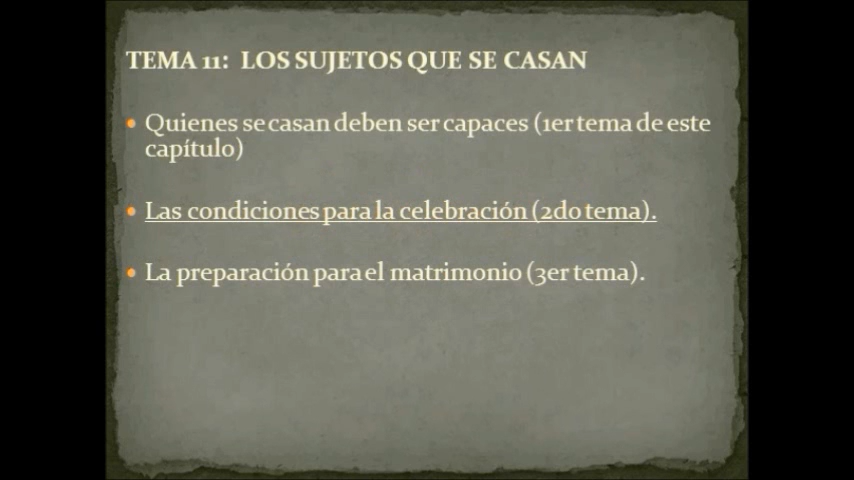 TEMA 11: LOS SUJETOS QUE SE CASAN
• Quienes se casan deben ser capaces (1er tema de este
capítulo)
• Las condiciones para la celebración (2do tema).
• La preparación para el matrimonio (3er tema).